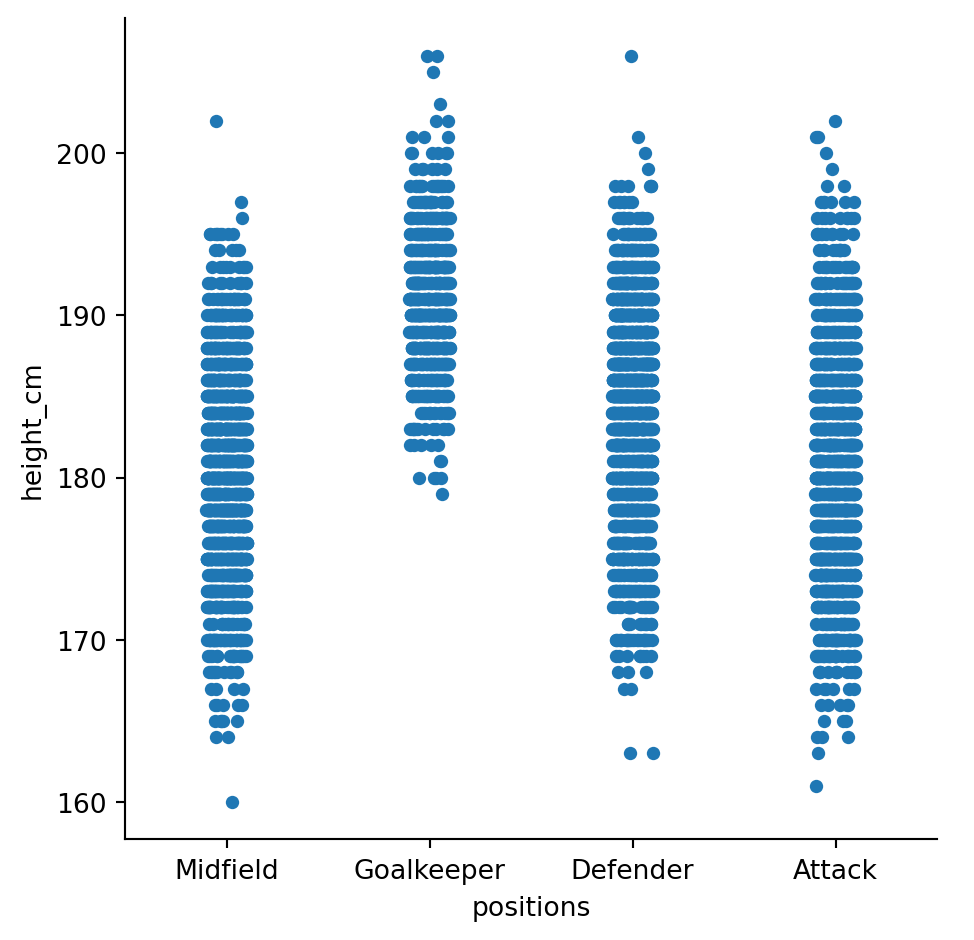 200
190
180
170
160
height_cm
Midfield
Goalkeeper
Defender
Attack
positions